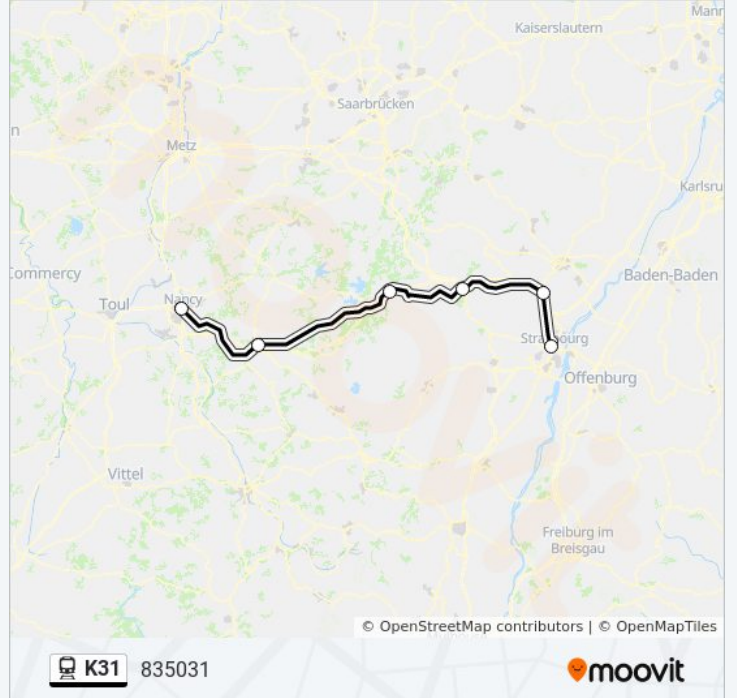 Mann
Kaiserslautern
Saarbrücken
n
Metz
Karlsru
Commercy
Baden-Baden
Toul
Nancy
Offenburg
Vittel
Freiburg im
Breisgau
© OpenStreetMap contributors | © OpenMapTiles
K31 835031
moovit